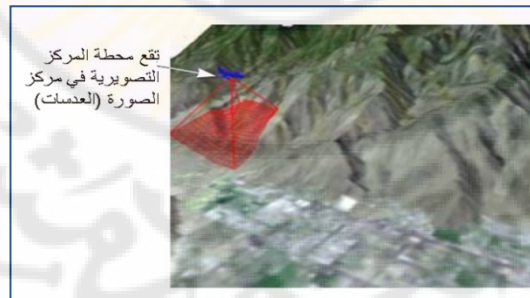 تقع محطة المركز
التصويرية في مركز
الصورة (العدسات)